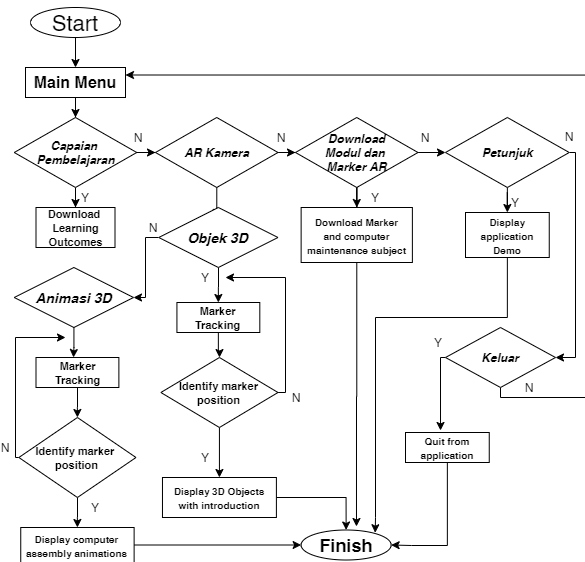 Start
Main Menu
Capaian
Pembelajaran
N
AR Kamera
N
Download
Modul dan
Marker AR
N
Petunjuk
N
Y
Download
Learning
Outcomes
Y
Download Marker
and computer
maintenance subject
Y
Display
application
Demo
N
Objek 3D
Y
Animasi 3D
Marker
Tracking
Marker
Tracking
Identify marker
position
N
Y
Keluar
N
Quit from
application
N
Identify marker
position
Y
Y
Display 3D Objects
with introduction
Display computer
assembly animations
Finish